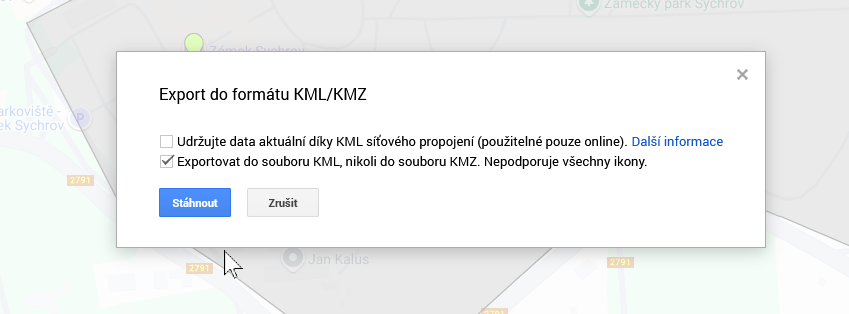 Zámecký park Sychrov
Zámek Sychrov
Export do formátu KML/KMZ
arkoviště -
ek Sychrov
Udržujte data aktuální díky KML síťového propojení (použitelné pouze online). Další informace
Exportovat do souboru KML, nikoli do souboru KMZ. Nepodporuje všechny ikony.
2791
Stáhnout Zrušit
Jan Kalus
2791
2791
2791